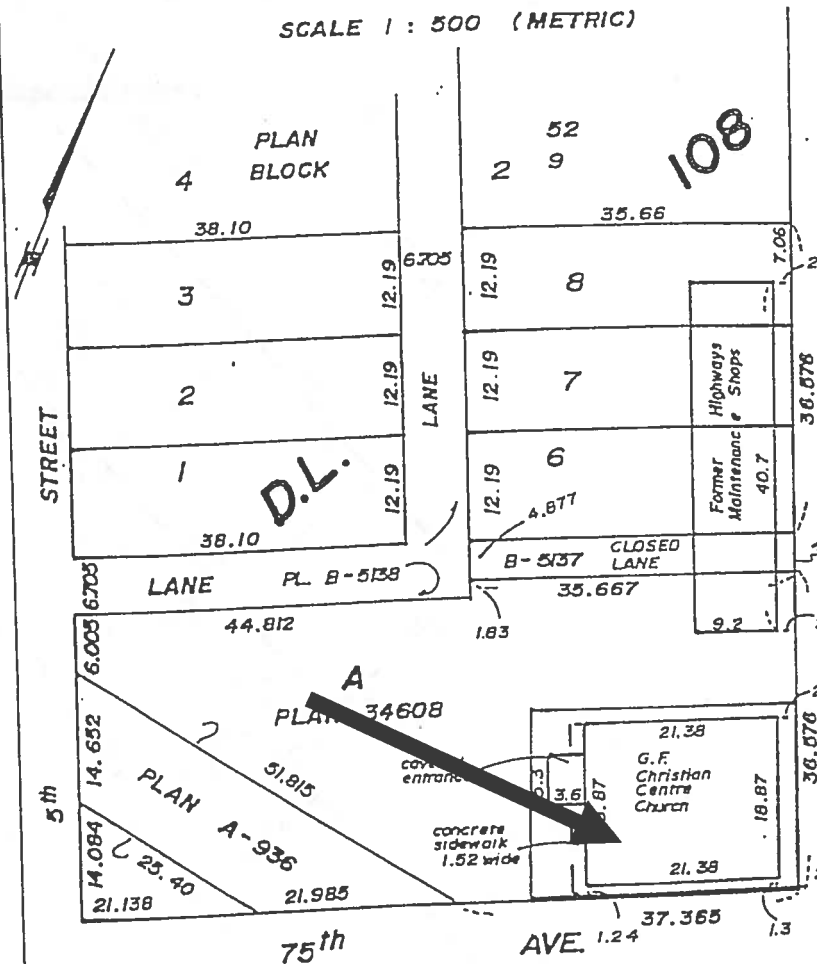 SCALE 1 : 500 (METRIC)
PLAN
BLOCK
4
52
2 9
108
38.10
35.66
7.06
3
12.19
6.705
12.19
8
2
12.19
LANE
12.19
7
Highways
Shops
Former
Maintenance
40.7
36.576
STREET
1
D.L.
12.19
12.19
6
4.877
38.10
B-5137
CLOSED
LANE
LANE
PL. B-5138
35.667
6.705
44.812
1.83
9.2
6.005
A
PLAN 34608
14.652
51.815
entrance
5.3
3.6
21.38
G.F.
Christian
Centre
Church
18.87
36.576
PLAN A-936
concrete
sidewalk
1.52 wide
5th
14.084
25.40
21.138
21.985
21.38
37.365
1.24
1.3
75th AVE.